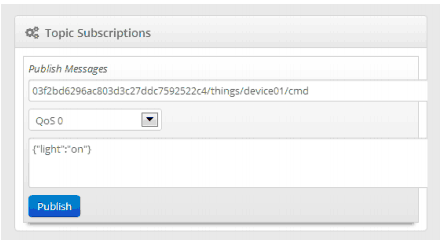 Topic Subscriptions
Publish Messages
03f2bd6296ac803d3c27ddc7592522c4/things/device01/cmd
QoS 0
{"light":"on"}
Publish